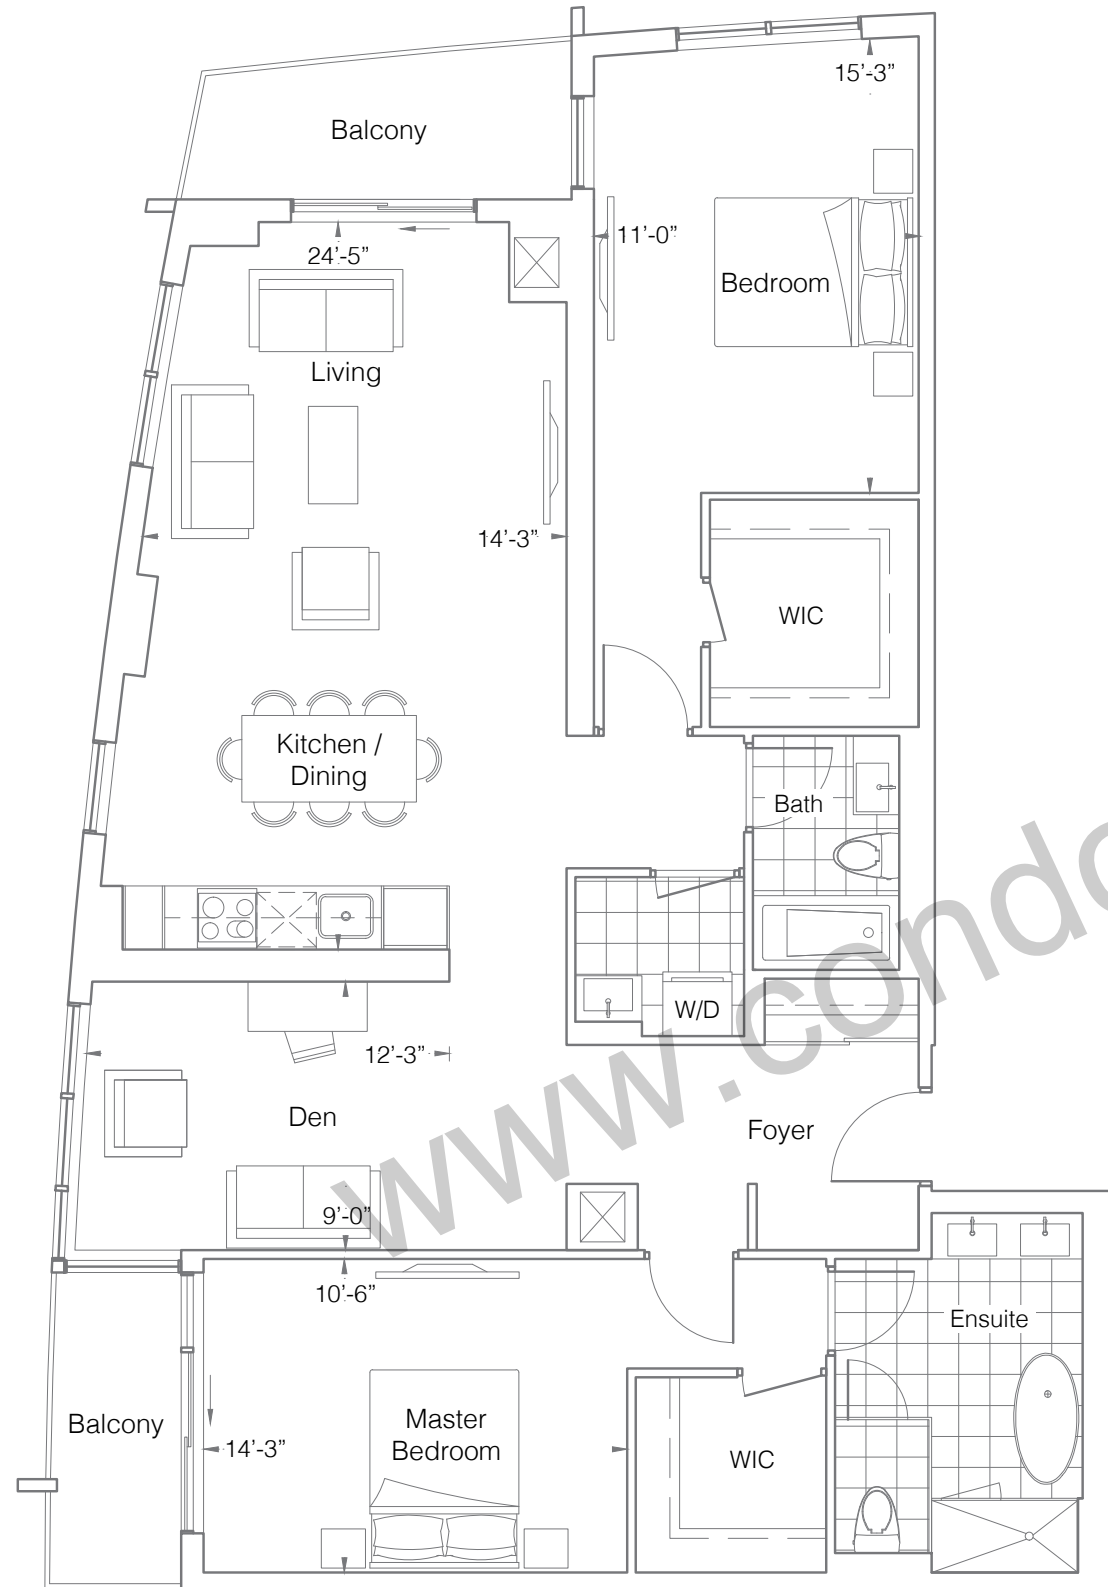 15'-3”
Balcony
11'-0”
24'-5”
Bedroom
Living
14'-3”
WIC
Kitchen /
Dining
Bath
www.condo
W/D
12'-3”
Den
Foyer
9'-0”
10'-6”
Ensuite
Balcony
Master
Bedroom
14'-3”
WIC